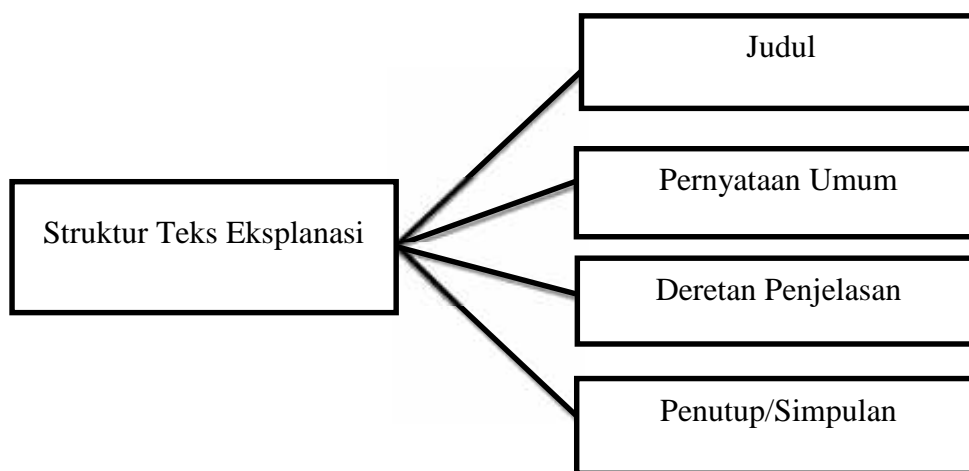 Struktur Teks Eksplanasi
Judul
Pernyataan Umum
Deretan Penjelasan
Penutup/Simpulan